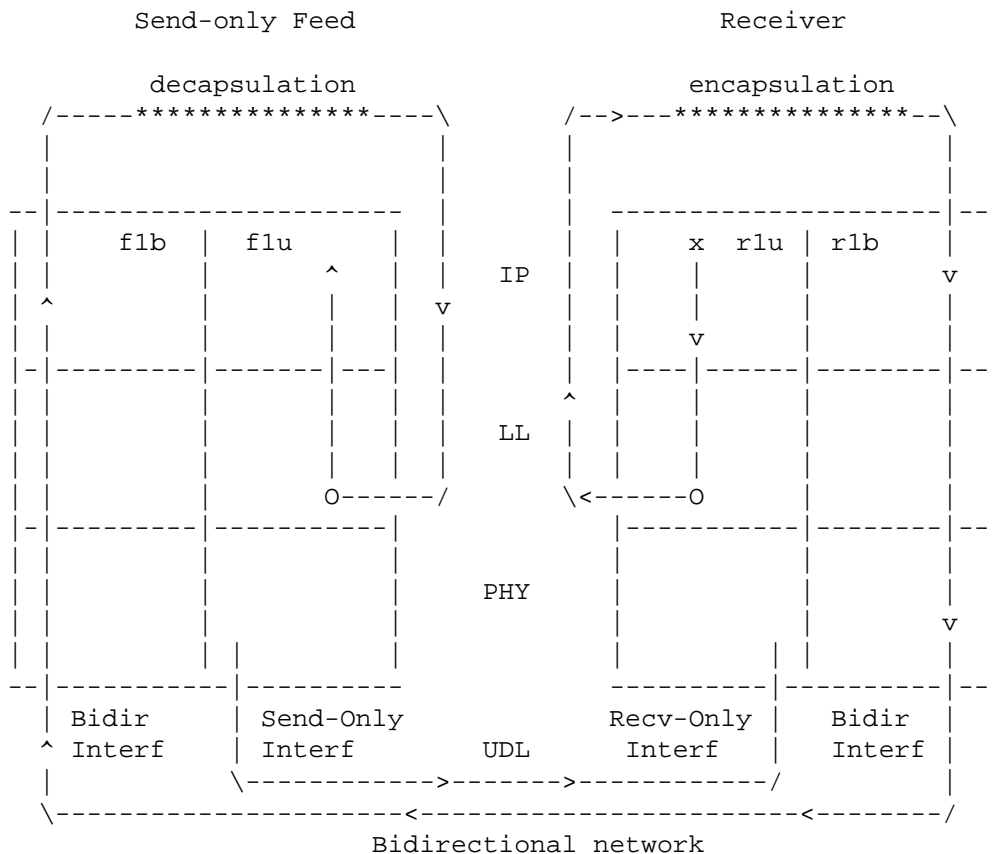 Send-only Feed Receiver
decapsulation encapsulation
/-----***************----\ /-->---***************--\
f1b | f1u | | x r1u | r1b
IP
LL
O------/ \<------O
PHY
Bidir Send-Only Recv-Only Bidir
Interf Interf UDL Interf Interf
\------------>------->-------------/
\-----------------------<------------------------<--------/
Bidirectional network